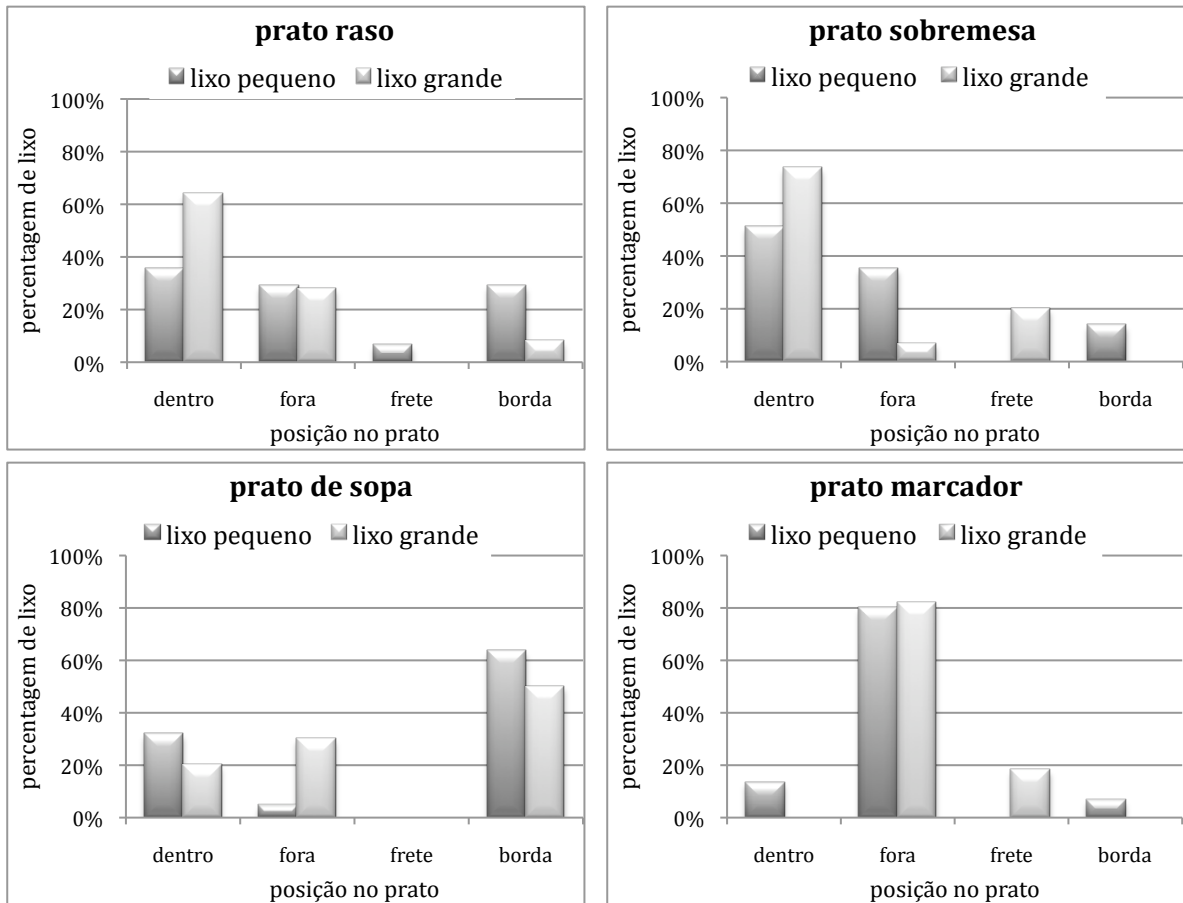 prato raso
lixo pequeno lixo grande
percentagem de lixo
100%
80%
60%
40%
20%
0%
dentro fora frete borda
posição no prato
prato sobremesa
lixo pequeno lixo grande
percentagem de lixo
100%
80%
60%
40%
20%
0%
dentro fora frete borda
posição no prato
prato de sopa
lixo pequeno lixo grande
percentagem de lixo
100%
80%
60%
40%
20%
0%
dentro fora frete borda
posição no prato
prato marcador
lixo pequeno lixo grande
percentagem de lixo
100%
80%
60%
40%
20%
0%
dentro fora frete borda
posição no prato